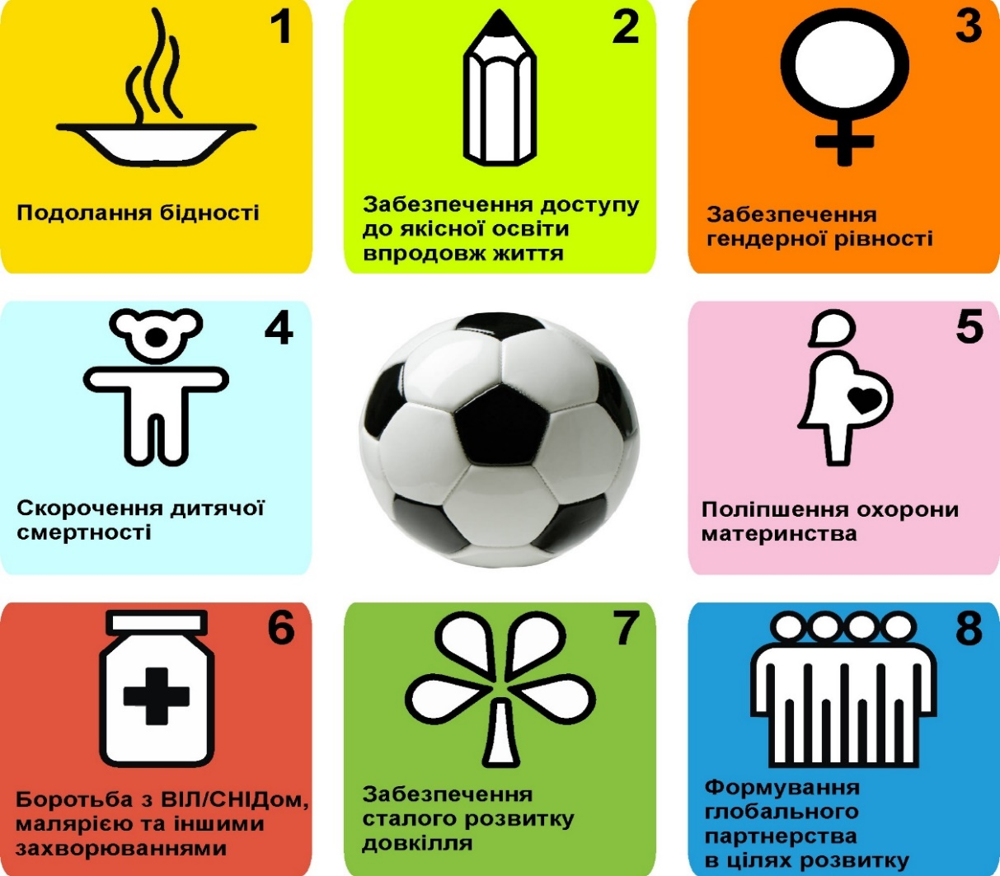 1
Подолання бідності
2
Забезпечення доступу
до якісної освіти
впродовж життя
3
Забезпечення
гендерної рівності
4
Скорочення дитячої
смертності
5
Поліпшення охорони
материнства
6
Боротьба з ВІЛ/СНІДом,
малярією та іншими
захворюваннями
7
Забезпечення
сталого розвитку
довкілля
8
Формування
глобального
партнерства
в цілях розвитку